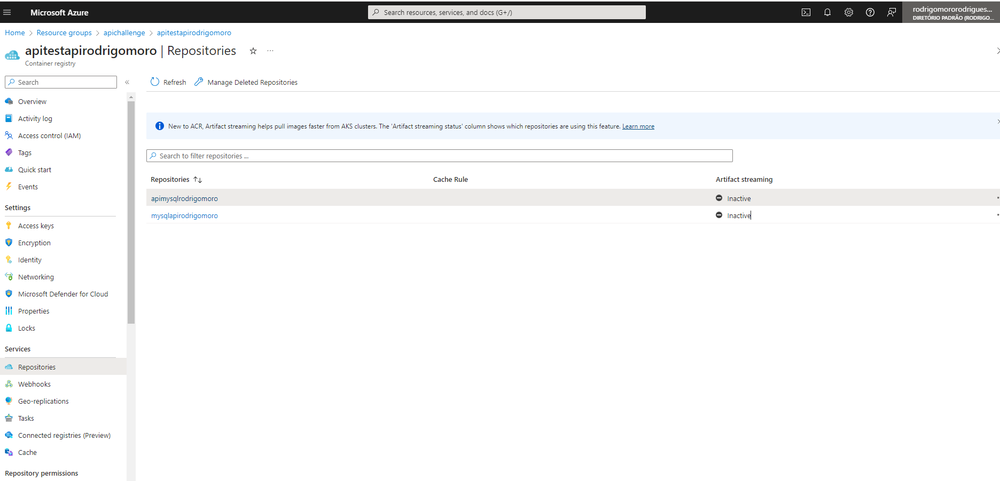 Microsoft Azure
Search resources, services, and docs (G+/)
rodrigomororodrigues...
DIRETÓRIO PADRÃO (RODRIGO...
Home > Resource groups > apichallenge > apitestapirodrigomoro
apitestapirodrigomoro | Repositories
Container registry
Search
Refresh
Manage Deleted Repositories
Overview
Activity log
Access control (IAM)
Tags
Quick start
Events
Settings
Access keys
Encryption
Identity
Networking
Microsoft Defender for Cloud
Properties
Locks
Services
Repositories
Webhooks
Geo-replications
Tasks
Connected registries (Preview)
Cache
Repository permissions
New to ACR, Artifact streaming helps pull images faster from AKS clusters. The 'Artifact streaming status' column shows which repositories are using this feature. Learn more
Search to filter repositories ...
Repositories Cache Rule Artifact streaming
apimysqlrodrigomoro Inactive
mysqlapirodrigomoro Inactive